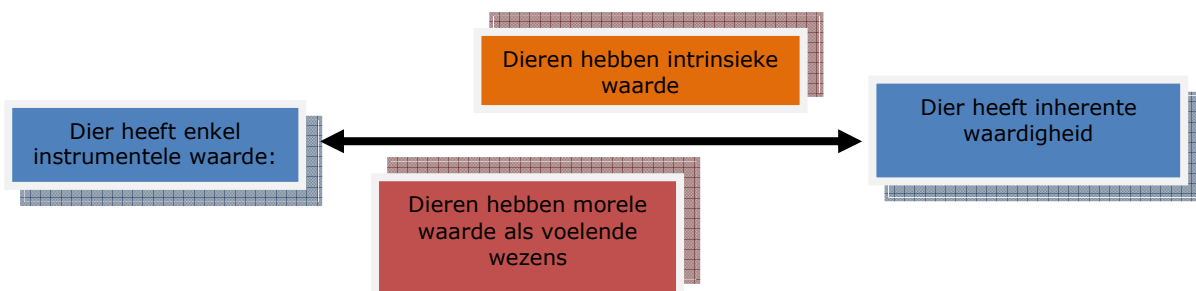 Dieren hebben intrinsieke
waarde
Dier heeft enkel
instrumentele waarde:
Dier heeft inherente
waardigheid
Dieren hebben morele
waarde als voelende
wezens